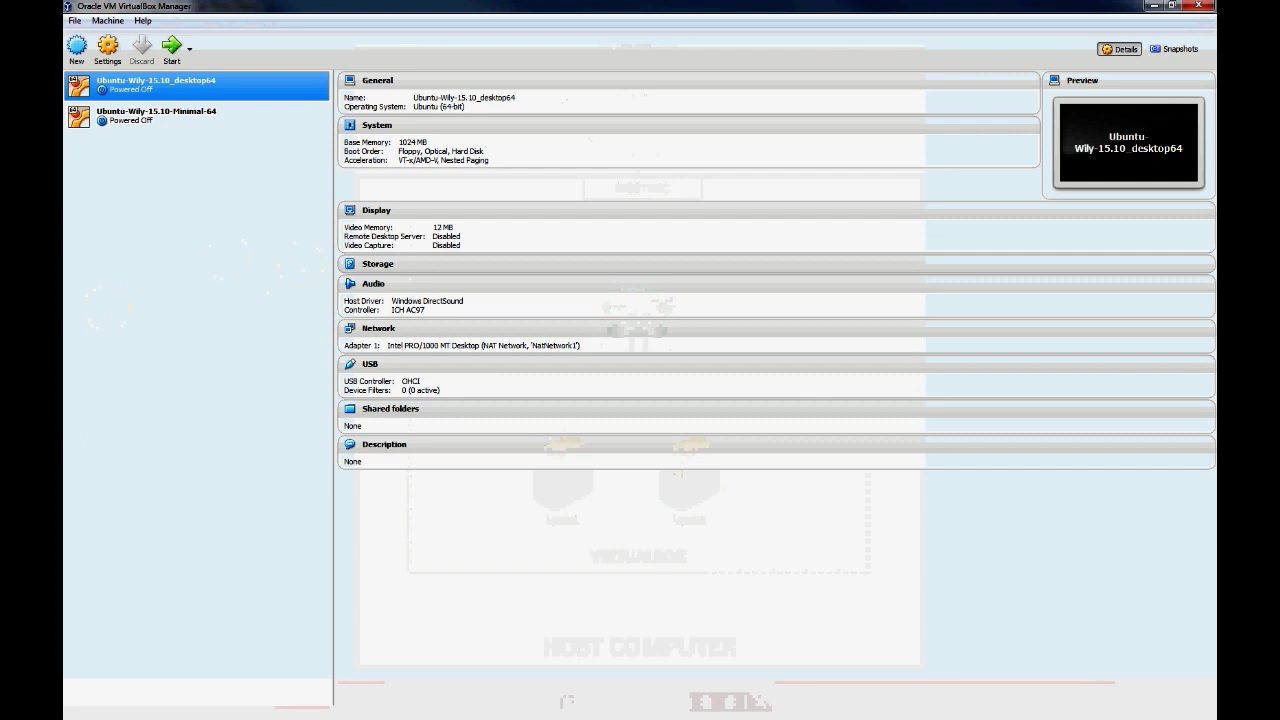 Oracle VM VirtualBox Manager
File Machine Help
New Settings Discard Start
Details Snapshots
Ubuntu-Wily-15.10_desktop64
Powered Off
Ubuntu-Wily-15.10-Minimal-64
Powered Off
General
Name: Ubuntu-Wily-15.10_desktop64
Operating System: Ubuntu (64-bit)
System
Base Memory: 1024 MB
Boot Order: Floppy, Optical, Hard Disk
Acceleration: VT-x/AMD-V, Nested Paging
Preview
Ubuntu-
Wily-15.10_desktop64
Display
Video Memory: 12 MB
Remote Desktop Server: Disabled
Video Capture: Disabled
Storage
Audio
Host Driver: Windows DirectSound
Controller: ICH AC97
Network
Adapter 1: Intel PRO/1000 MT Desktop (NAT Network, 'NatNetwork1')
USB
USB Controller: OHCI
Device Filters: 0 (0 active)
Shared folders
None
Description
None
VIRTUALBOX
HOST COMPUTER